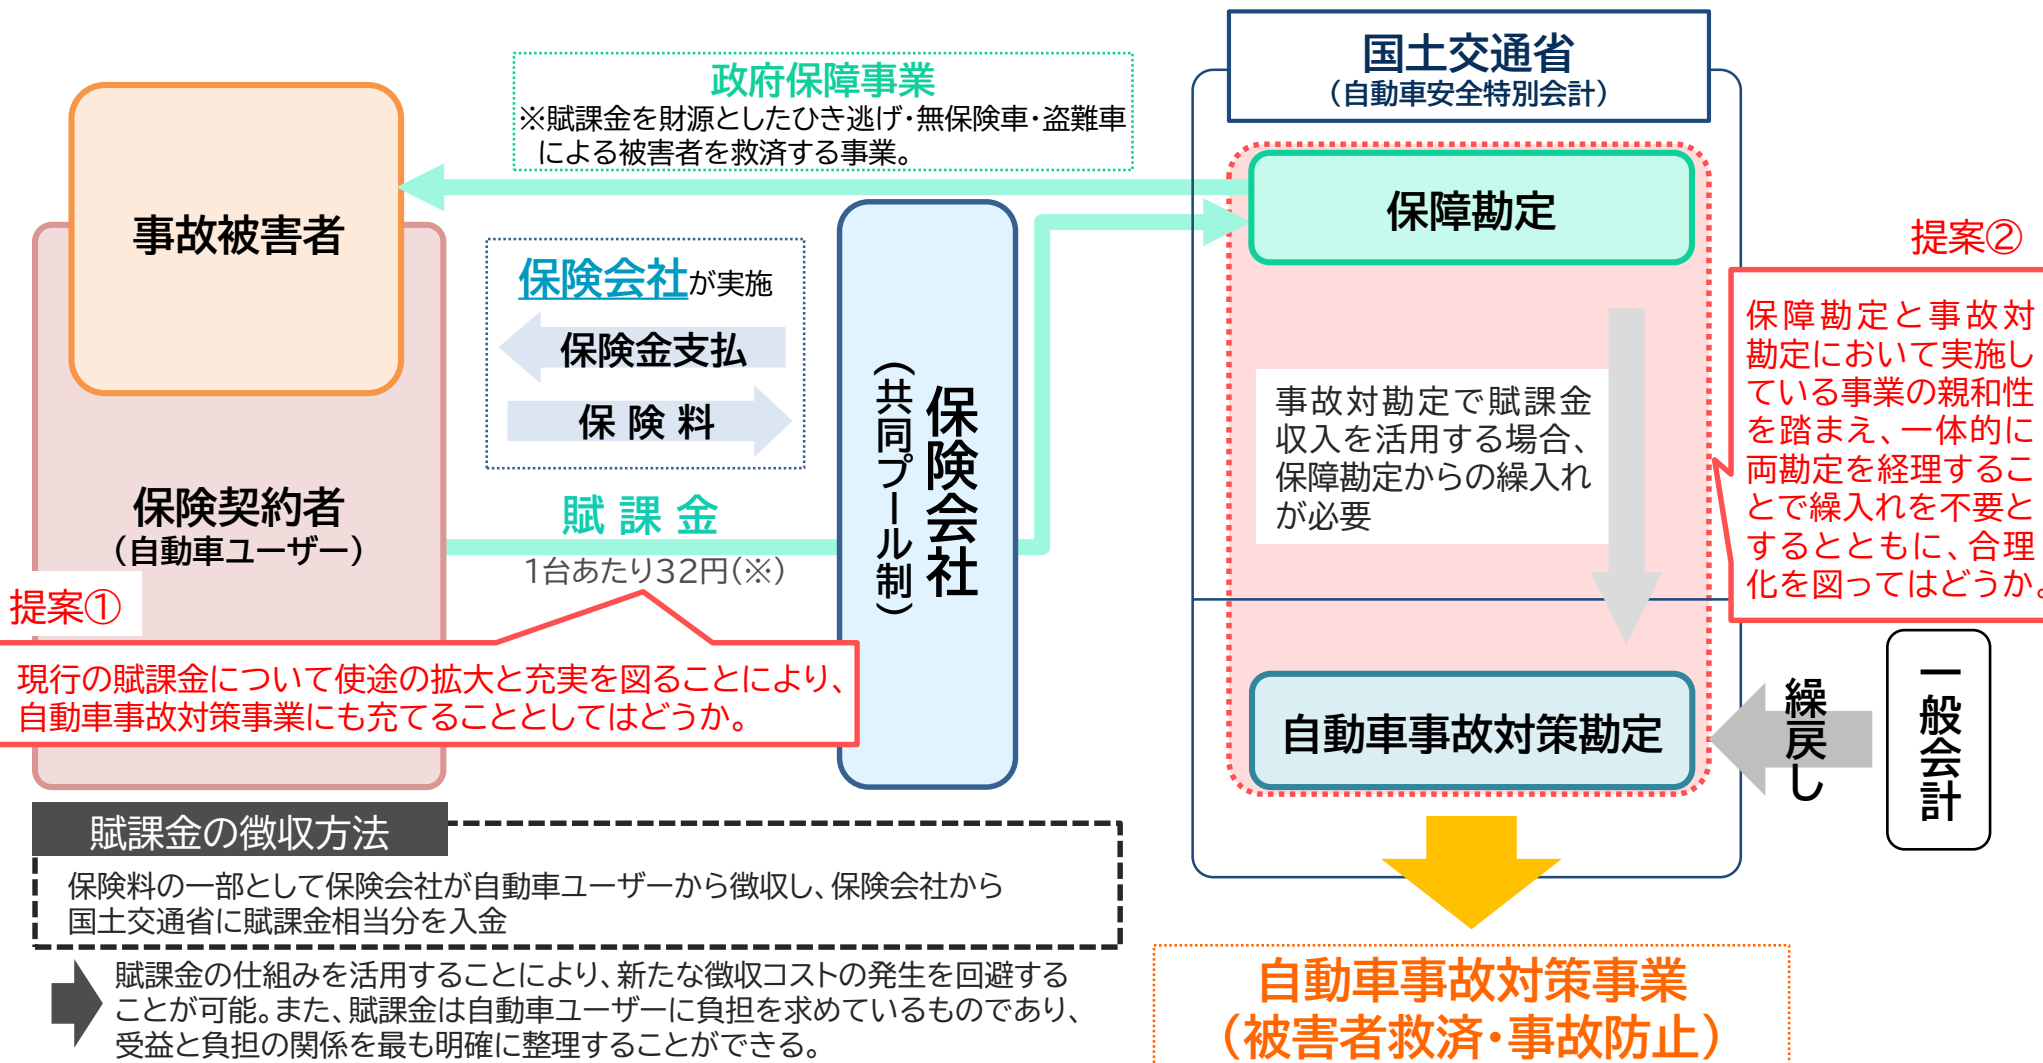 国土交通省
（自動車安全特別会計）
政府保障事業
※賦課金を財源としたひき逃げ・無保険車・盗難車
による被害者を救済する事業。
事故被害者
保障勘定
提案②
保険会社が実施
保険金支払
保 険 料
保険会社
（共同プール制）
保障勘定と事故対
勘定において実施し
ている事業の親和性
を踏まえ、一体的に
両勘定を経理するこ
とで繰入れを不要と
するとともに、合理
化を図ってはどうか。
事故対勘定で賦課金
収入を活用する場合、
保障勘定からの繰入れ
が必要
保険契約者
（自動車ユーザー）
賦 課 金
1台あたり32円(※)
提案①
現行の賦課金について使途の拡大と充実を図ることにより、
自動車事故対策事業にも充てることとしてはどうか。
自動車事故対策勘定
繰戻し
一般会計
賦課金の徴収方法
保険料の一部として保険会社が自動車ユーザーから徴収し、保険会社から
国土交通省に賦課金相当分を入金
賦課金の仕組みを活用することにより、新たな徴収コストの発生を回避する
ことが可能。また、賦課金は自動車ユーザーに負担を求めているものであり、
受益と負担の関係を最も明確に整理することができる。
自動車事故対策事業
（被害者救済・事故防止）